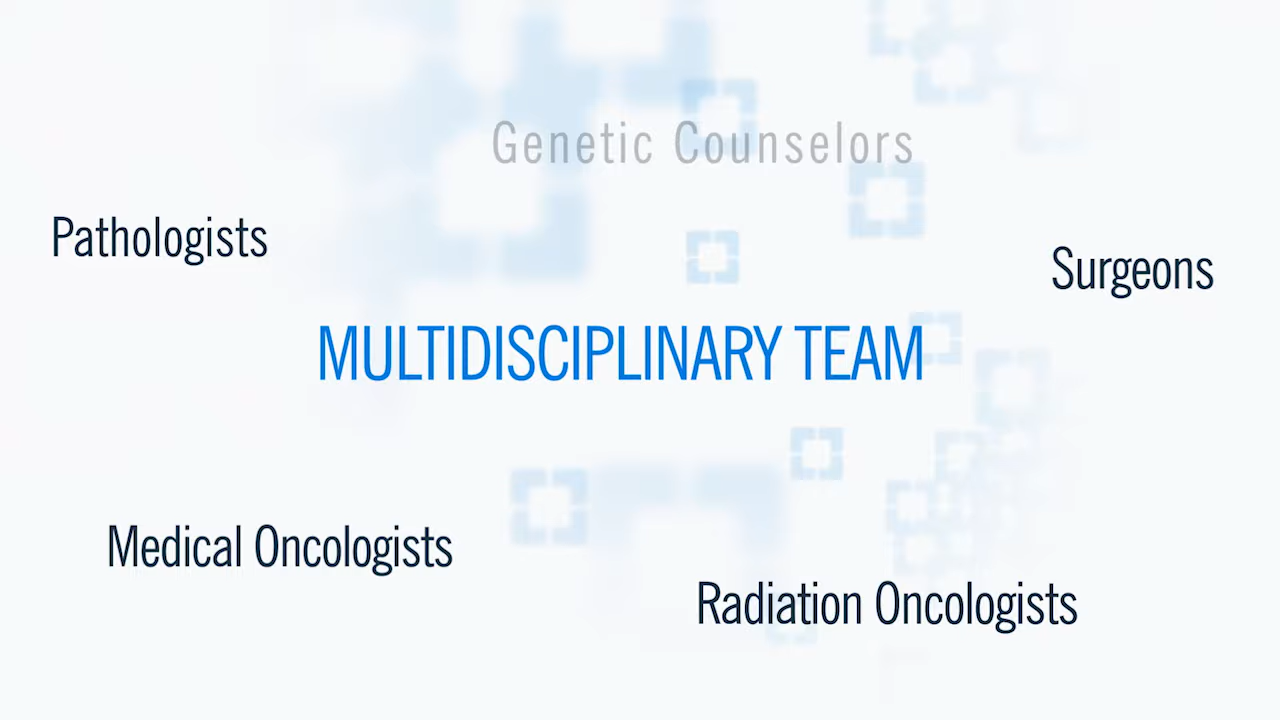 Genetic Counselors
Pathologists
Surgeons
MULTIDISCIPLINARY TEAM
Medical Oncologists
Radiation Oncologists